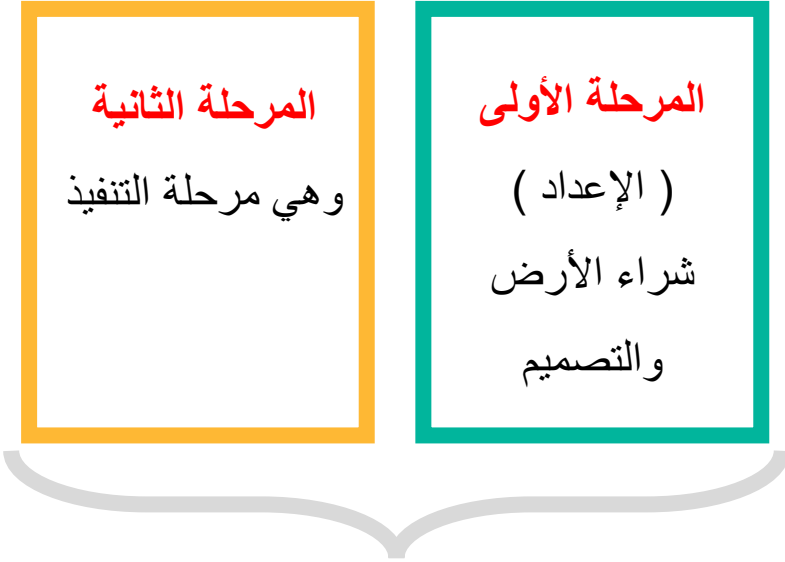 المرحلة الأولى
( الإعداد )
شراء الأرض
والتصميم
المرحلة الثانية
وهي مرحلة التنفيذ